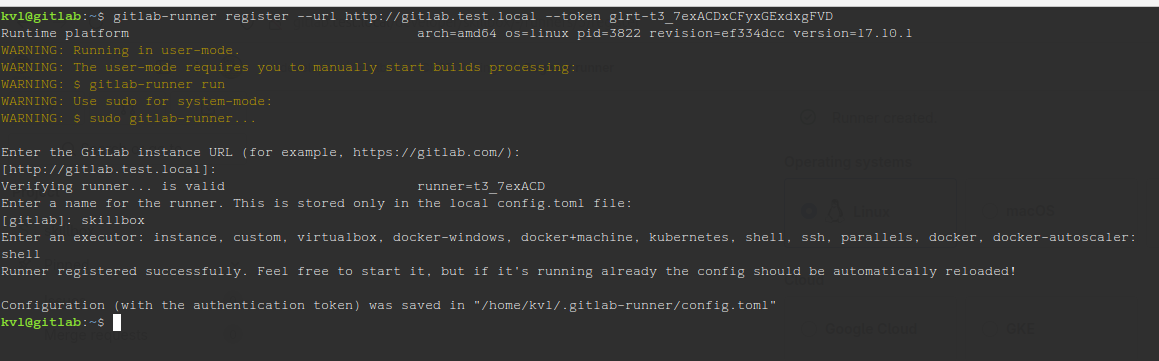 kvl@gitlab:~$ gitlab-runner register --url http://gitlab.test.local --token glrt-t3_7exACDxCFyxGExdxgFVD
Runtime platform                                    arch=amd64 os=linux pid=3822 revision=ef334dcc version=17.10.1
WARNING: Running in user-mode.
WARNING: The user-mode requires you to manually start builds processing:
WARNING: $ gitlab-runner run
WARNING: Use sudo for system-mode:
WARNING: $ sudo gitlab-runner...
Enter the GitLab instance URL (for example, https://gitlab.com/):
[http://gitlab.test.local]:
Verifying runner... is valid                        runner=t3_7exACD
Enter a name for the runner. This is stored only in the local config.toml file:
[gitlab]: skillbox
Enter an executor: instance, custom, virtualbox, docker-windows, docker+machine, kubernetes, shell, ssh, parallels, docker, docker-autoscaler:
shell
Runner registered successfully. Feel free to start it, but if it's running already the config should be automatically reloaded!
Configuration (with the authentication token) was saved in "/home/kvl/.gitlab-runner/config.toml"
kvl@gitlab:~$
Operating systems
Linux
macOS
Google Cloud